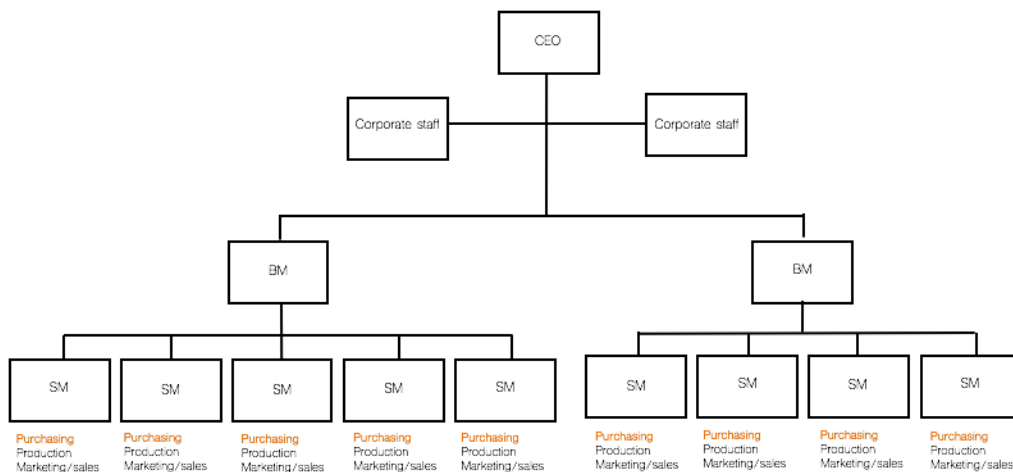 CEO
Corporate staff
Corporate staff
BM
BM
SM
SM
SM
SM
SM
SM
SM
SM
SM
Purchasing
Production
Marketing/sales
Purchasing
Production
Marketing/sales
Purchasing
Production
Marketing/sales
Purchasing
Production
Marketing/sales
Purchasing
Production
Marketing/sales
Purchasing
Production
Marketing/sales
Purchasing
Production
Marketing/sales
Purchasing
Production
Marketing/sales
Purchasing
Production
Marketing/sales